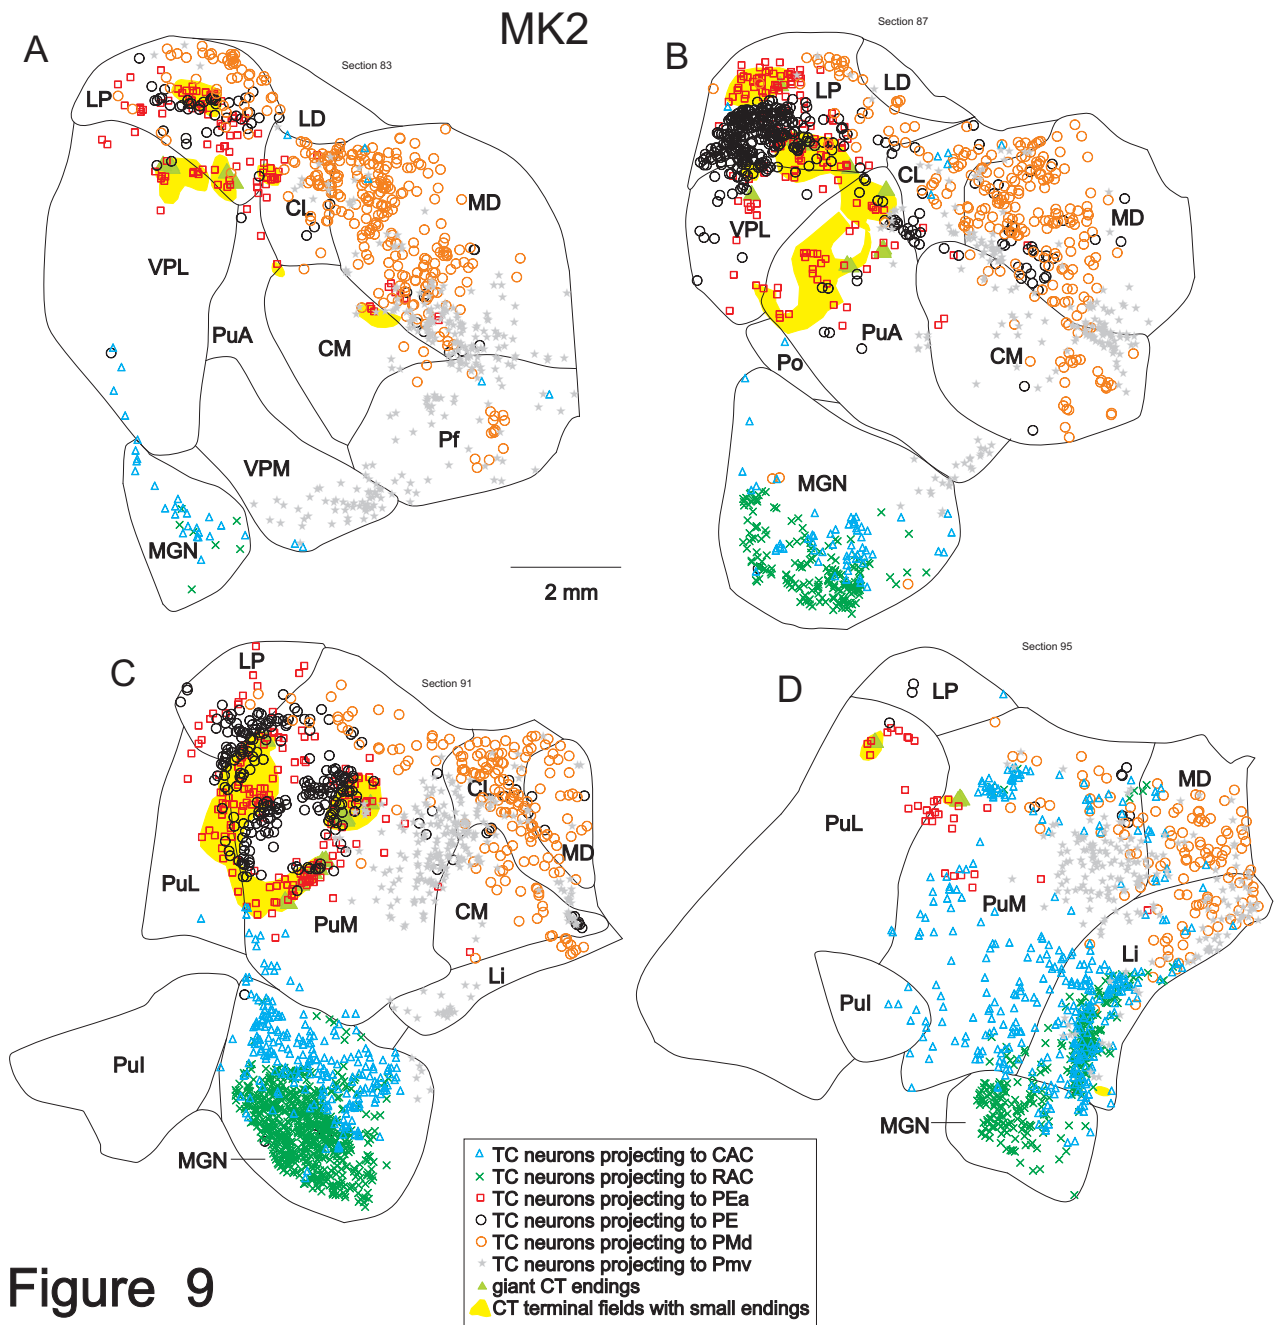 MK2
A
Section 83
LP
LD
CL
MD
VPL
PuA
CM
Pf
VPM
MGN
2 mm
B
Section 87
LP
LD
CL
MD
VPL
PuA
CM
Po
MGN
C
Section 91
LP
CL
MD
PuL
PuM
CM
Li
PuI
MGN
D
Section 95
LP
MD
PuL
PuM
Li
PuI
MGN
TC neurons projecting to CAC
TC neurons projecting to RAC
TC neurons projecting to PEa
TC neurons projecting to PE
TC neurons projecting to PMd
TC neurons projecting to Pmv
giant CT endings
CT terminal fields with small endings
Figure 9